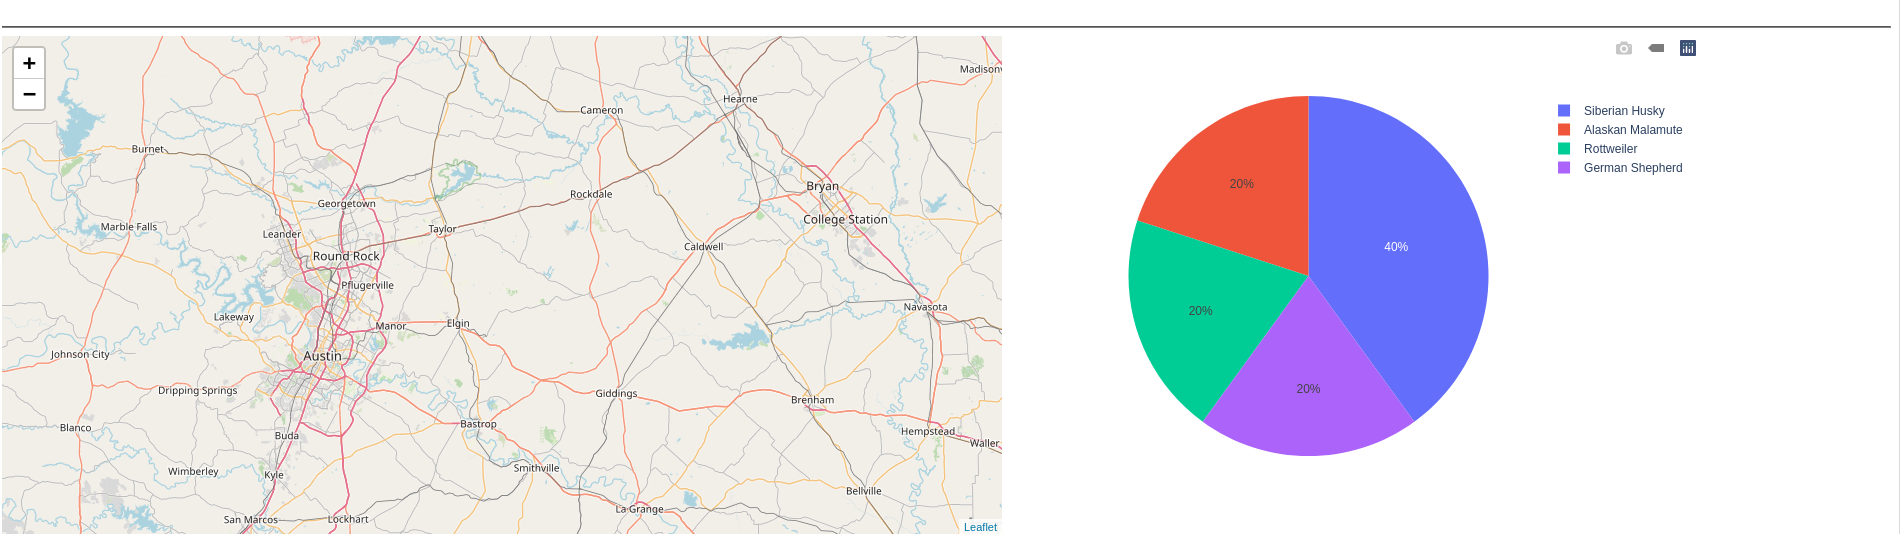 +
−
Madison
Hearne
Cameron
Burnet
Bryan
Rockdale
Georgetown
College Station
Marble Falls
Taylor
Leander
Caldwell
Round Rock
Pflugerville
Navasota
Lakeway
Elgin
Manor
Johnson City
Austin
Dripping Springs
Giddings
Brenham
Bastrop
Blanco
Hempstead
Buda
Waller
Smithville
Wimberley
Kyle
Bellville
La Grange
San Marcos
Lockhart
Leaflet
Siberian Husky
Alaskan Malamute
Rottweiler
German Shepherd
20%
40%
20%
20%